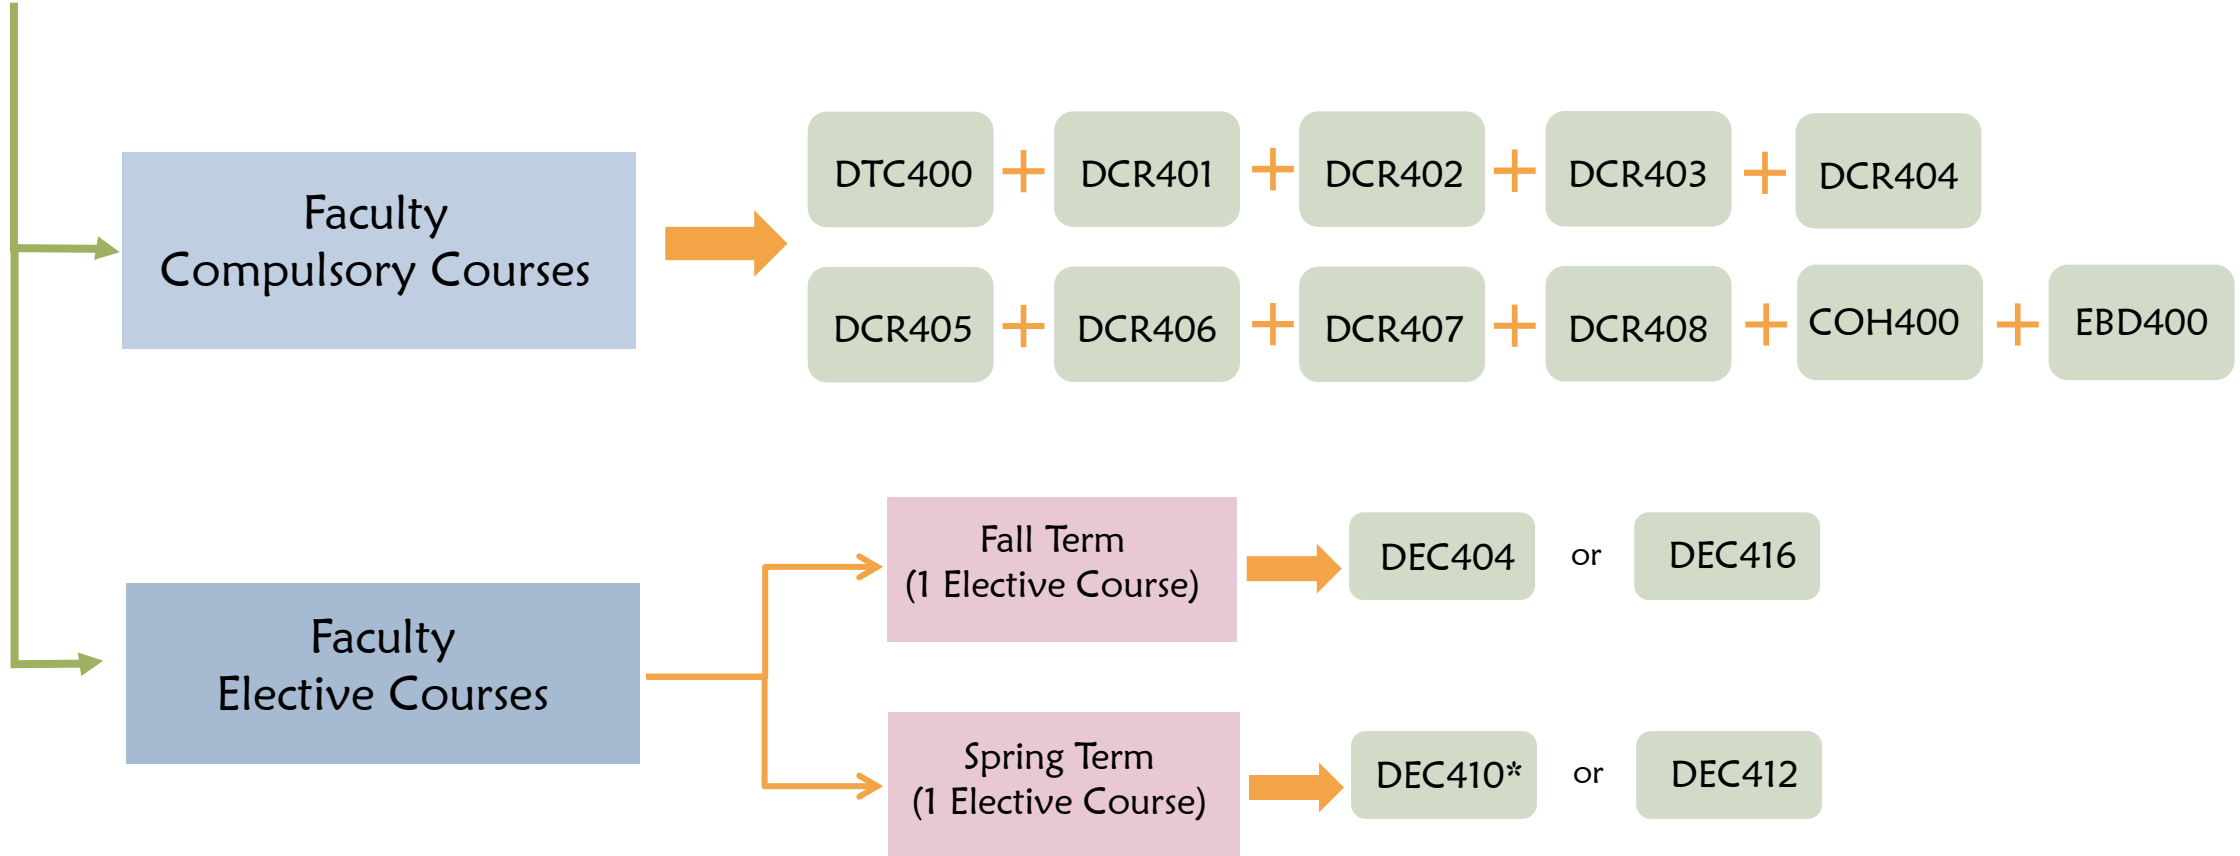 Faculty
Compulsory Courses
DTC400 + DCR401 + DCR402 + DCR403 + DCR404
DCR405 + DCR406 + DCR407 + DCR408 + COH400 + EBD400
Faculty
Elective Courses
Fall Term
(1 Elective Course)
DEC404 or DEC416
Spring Term
(1 Elective Course)
DEC410* or DEC412